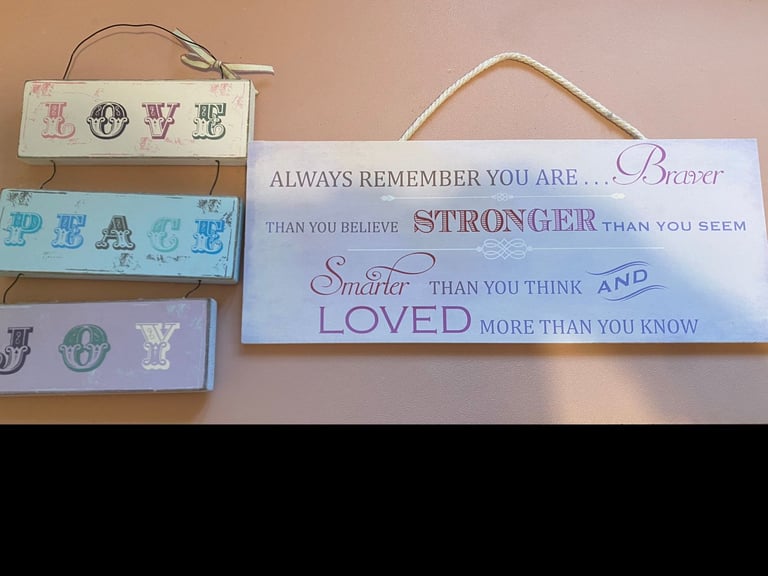 LOVE
PEACE
JOY
ALWAYS REMEMBER YOU ARE... Braver
THAN YOU BELIEVE STRONGER THAN YOU SEEM
Smarter THAN YOU THINK AND
LOVED MORE THAN YOU KNOW